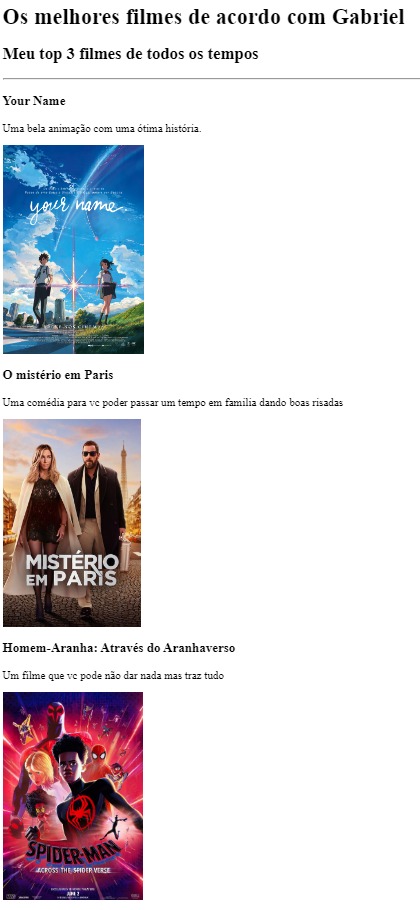 Os melhores filmes de acordo com Gabriel
Meu top 3 filmes de todos os tempos
Your Name
Uma bela animação com uma ótima história.
your name.
O mistério em Paris
Uma comédia para vc poder passar um tempo em familia dando boas risadas
MISTÉRIO
EM PARIS
Homem-Aranha: Através do Aranhaverso
Um filme que vc pode não dar nada mas traz tudo
SPIDER-MAN
ACROSS THE SPIDER-VERSE
JUNE 2